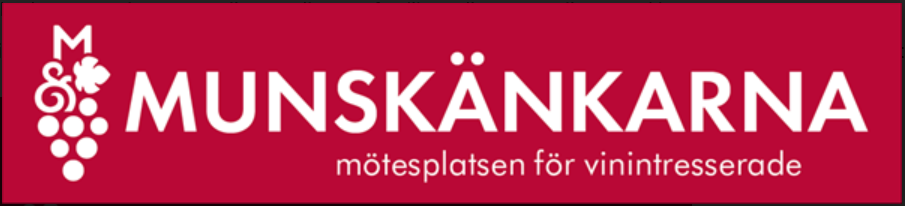 M
MUNSKÄNKARNA
mötesplatsen för vinintresserade